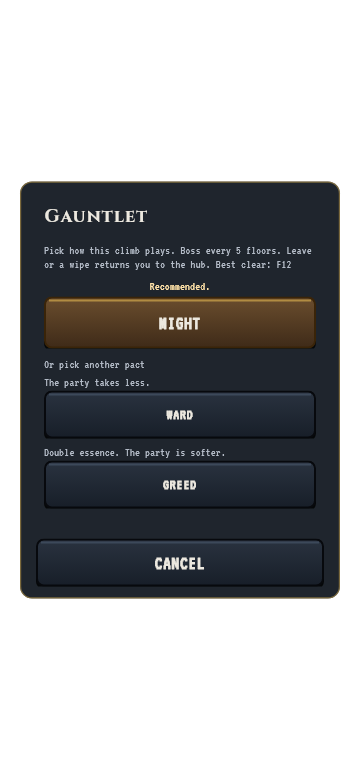 Gauntlet
Pick how this climb plays. Boss every 5 floors. Leave
or a wipe returns you to the hub. Best clear: F12
Recommended.
MIGHT
Or pick another pact
The party takes less.
WARD
Double essence. The party is softer.
GREED
CANCEL